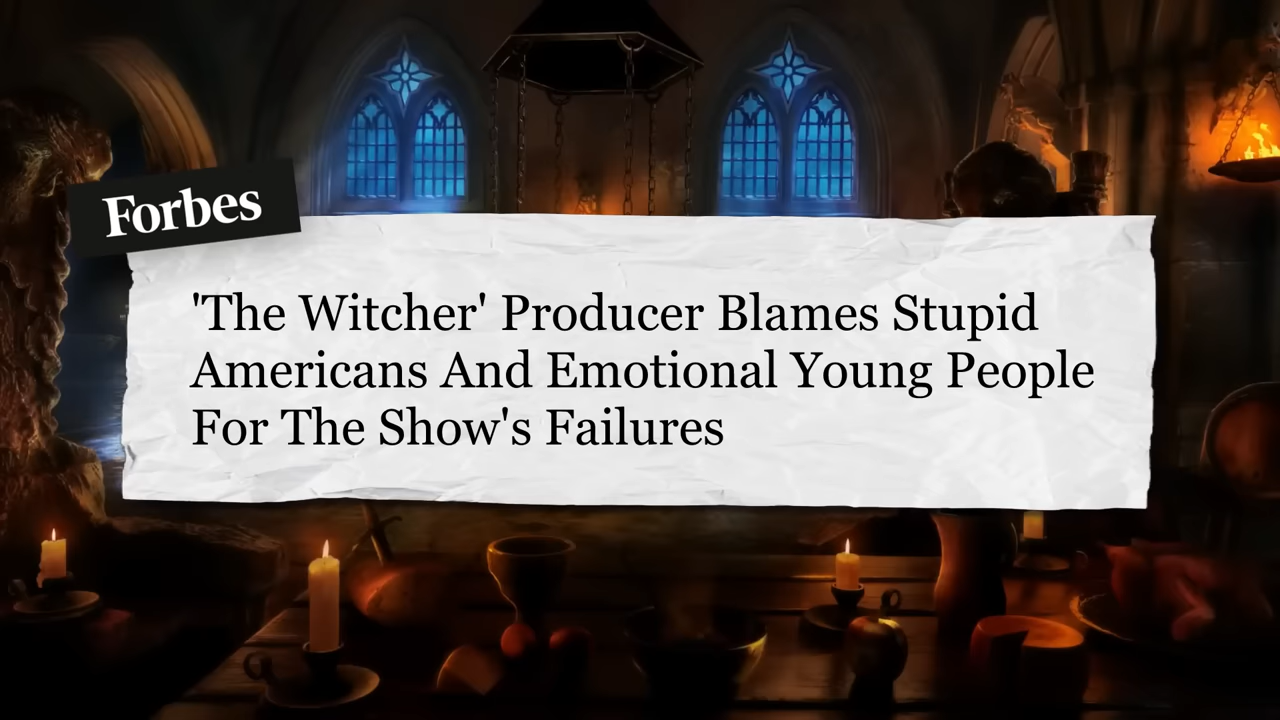 Forbes
'The Witcher' Producer Blames Stupid
Americans And Emotional Young People
For The Show's Failures